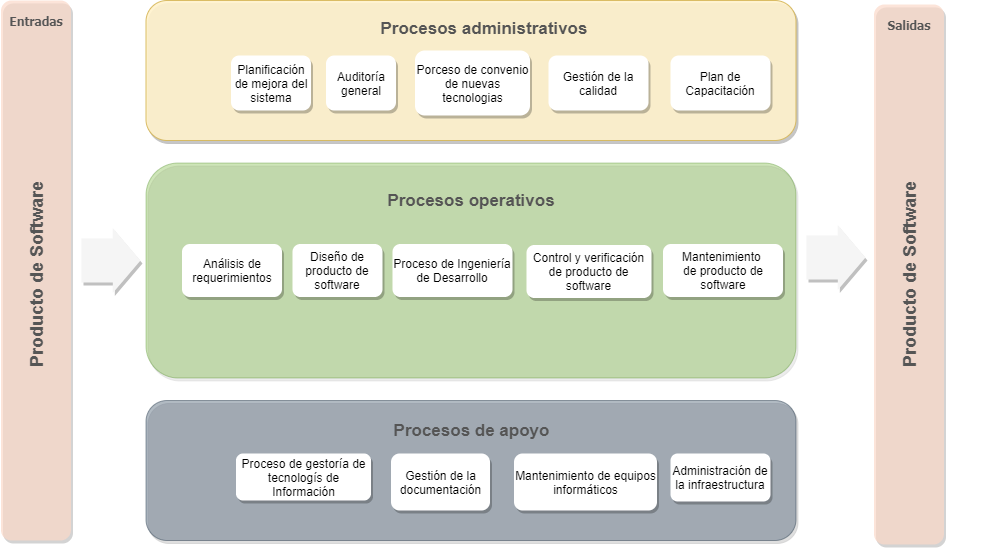 Entradas
Producto de Software
Procesos administrativos
Planificación
de mejora del
sistema
Auditoría
general
Porceso de convenio
de nuevas
tecnologias
Gestión de la
calidad
Plan de
Capacitación
Procesos operativos
Análisis de
requerimientos
Diseño de
producto de
software
Proceso de Ingeniería
de Desarrollo
Control y verificación
de producto de
software
Mantenimiento
de producto de
software
Procesos de apoyo
Proceso de gestoría de
tecnologís de
Información
Gestión de la
documentación
Mantenimiento de equipos
informáticos
Administración de
la infraestructura
Salidas
Producto de Software